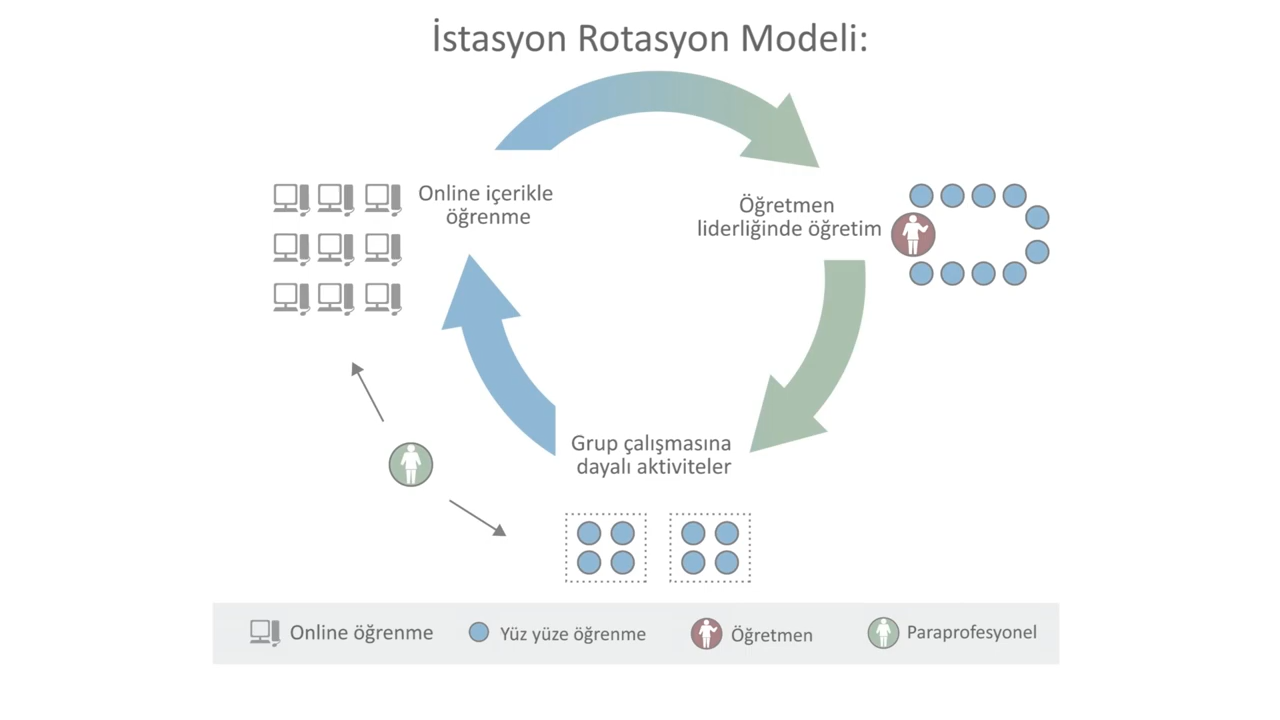 İstasyon Rotasyon Modeli:
Online içerikle
öğrenme
Öğretmen
liderliğinde öğretim
Grup çalışmasına
dayalı aktiviteler
Online öğrenme
Yüz yüze öğrenme
Öğretmen
Paraprofesyonel